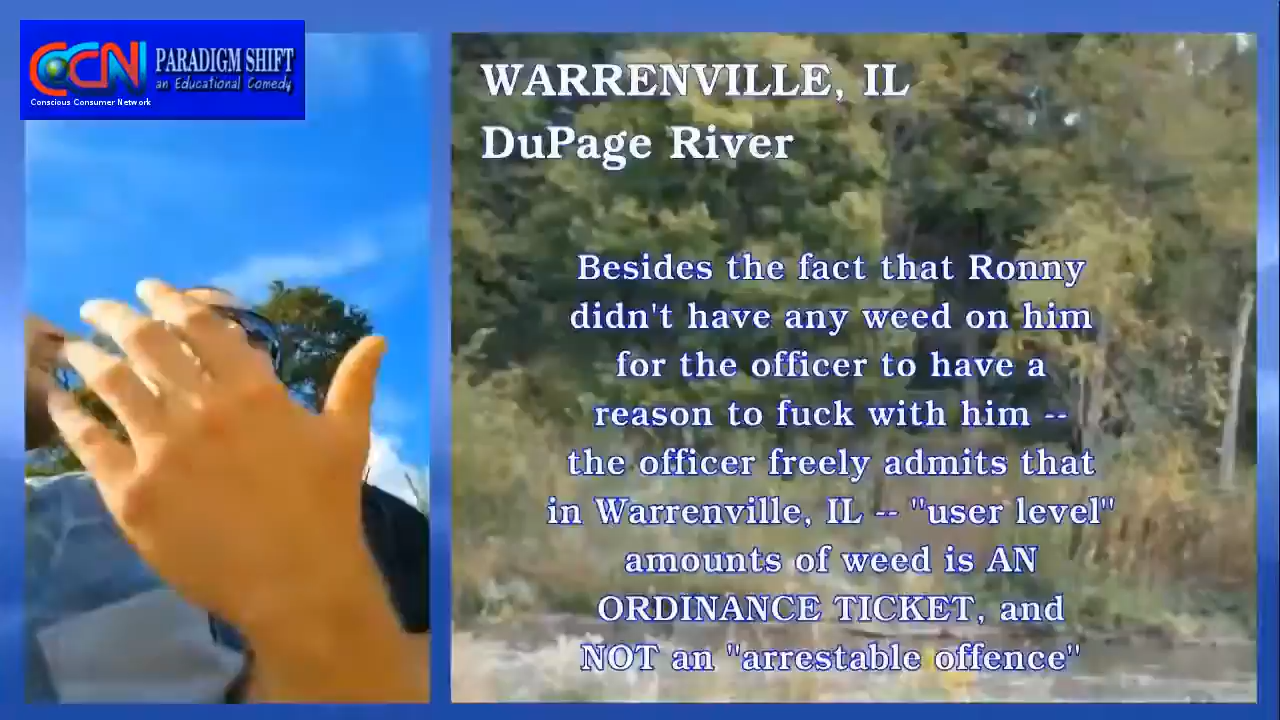 CCN PARADIGM SHIFT
an Educational Comedy
Conscious Consumer Network
WARRENVILLE, IL
DuPage River
Besides the fact that Ronny
didn't have any weed on him
for the officer to have a
reason to fuck with him --
the officer freely admits that
in Warrenville, IL -- "user level"
amounts of weed is AN
ORDINANCE TICKET, and
NOT an "arrestable offence"